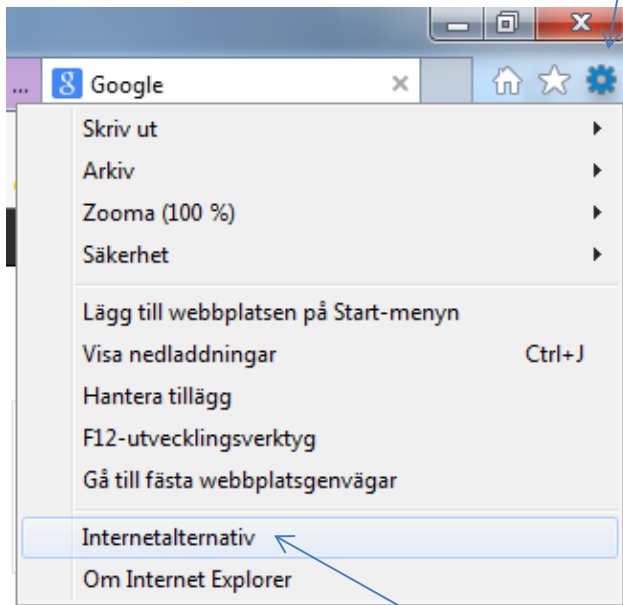 ... 8 Google
Skriv ut
Arkiv
Zooma (100 %)
Säkerhet
Lägg till webbplatsen på Start-menyn
Visa nedladdningar Ctrl+J
Hantera tillägg
F12-utvecklingsverktyg
Gå till fästa webbplatsgenvägar
Internetalternativ
Om Internet Explorer